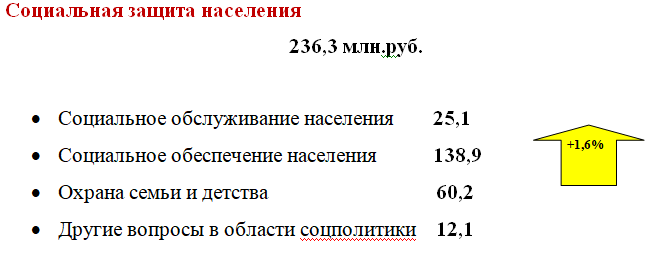 Социальная защита населения
236,3 млн.руб.
• Социальное обслуживание населения 25,1
• Социальное обеспечение населения 138,9
+1,6%
• Охрана семьи и детства 60,2
• Другие вопросы в области соцполитики 12,1